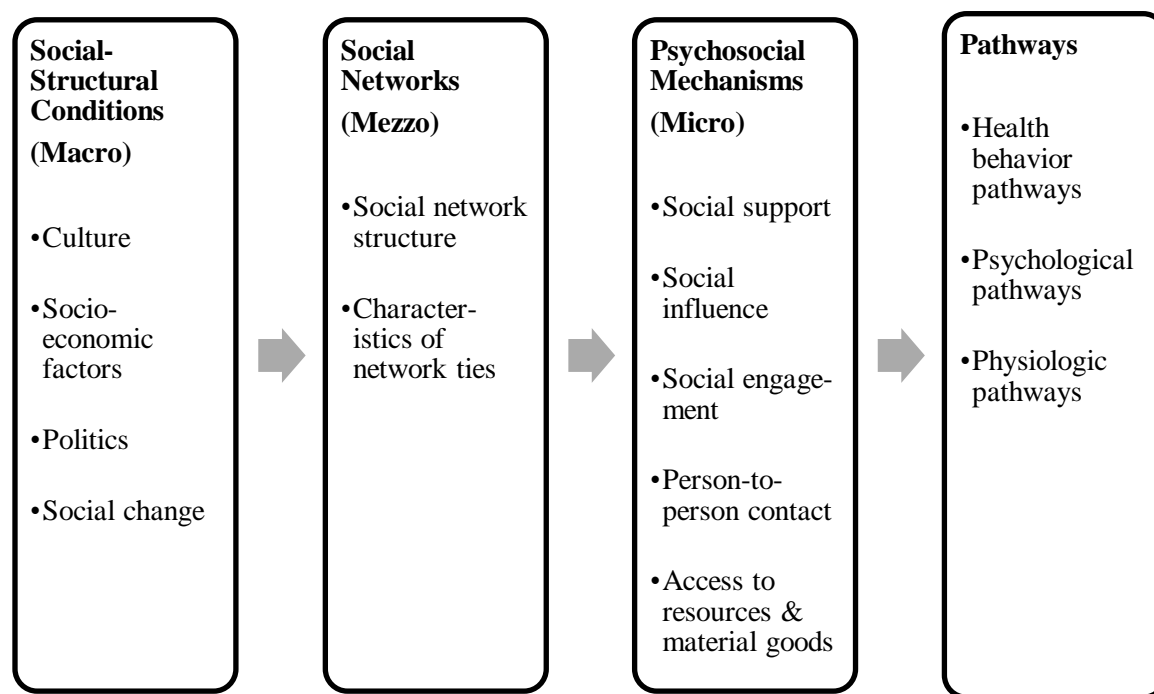 Social-
Structural
Conditions
(Macro)
•Culture
•Socio-
economic
factors
•Politics
•Social change
Social
Networks
(Mezzo)
•Social network
structure
•Character-
istics of
network ties
Psychosocial
Mechanisms
(Micro)
•Social support
•Social
influence
•Social engage-
ment
•Person-to-
person contact
•Access to
resources &
material goods
Pathways
•Health
behavior
pathways
•Psychological
pathways
•Physiologic
pathways